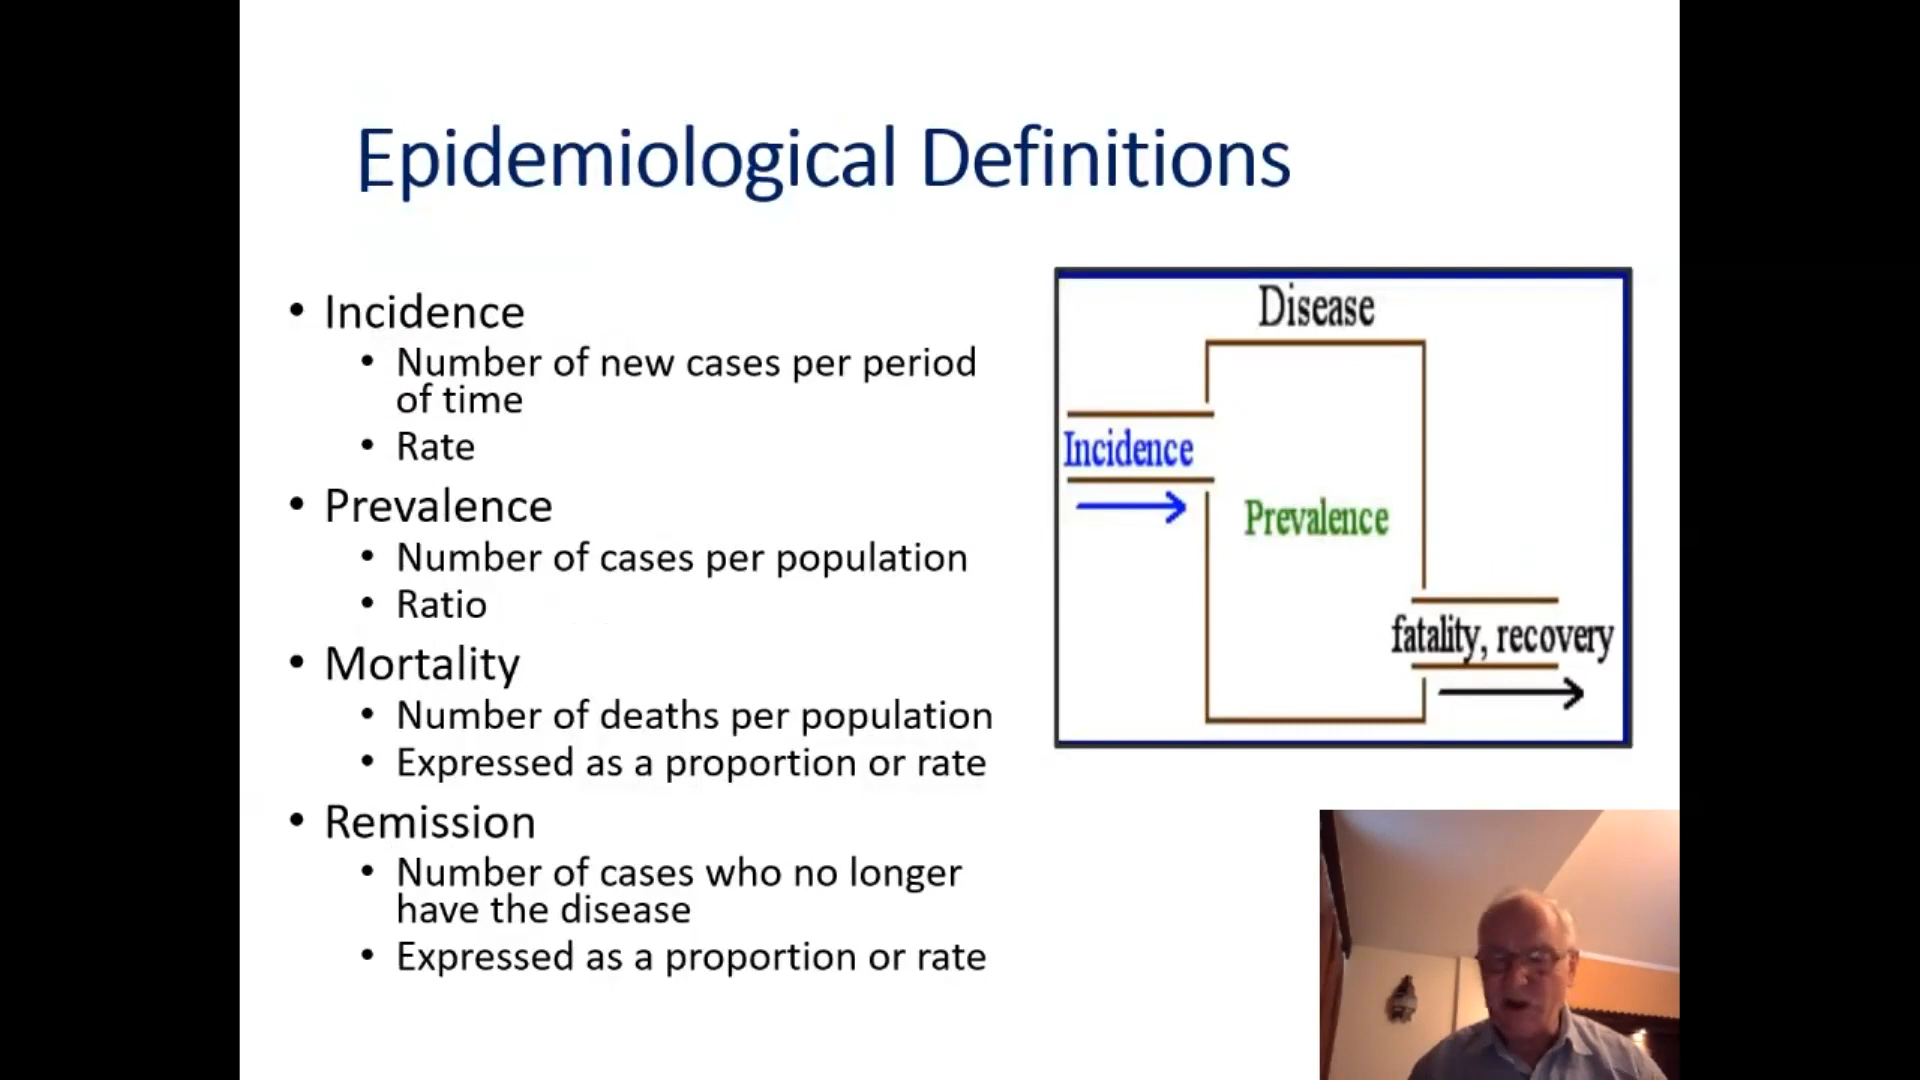 Epidemiological Definitions
• Incidence
• Number of new cases per period
of time
• Rate
• Prevalence
• Number of cases per population
• Ratio
• Mortality
• Number of deaths per population
• Expressed as a proportion or rate
• Remission
• Number of cases who no longer
have the disease
• Expressed as a proportion or rate
Disease
Incidence
Prevalence
fatality, recovery